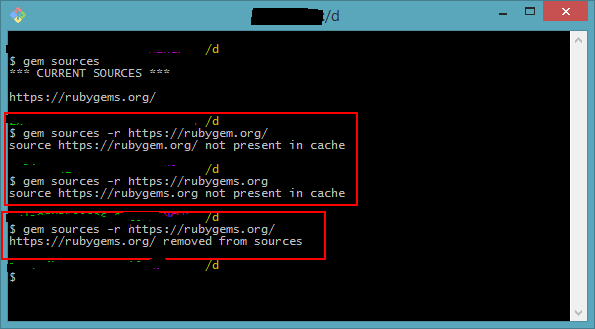 /d
/d
$ gem sources
*** CURRENT SOURCES ***
https://rubygems.org/
/d
$ gem sources -r https://rubygem.org/
source https://rubygem.org/ not present in cache
/d
$ gem sources -r https://rubygems.org
source https://rubygems.org not present in cache
/d
$ gem sources -r https://rubygems.org/
https://rubygems.org/ removed from sources
/d
$